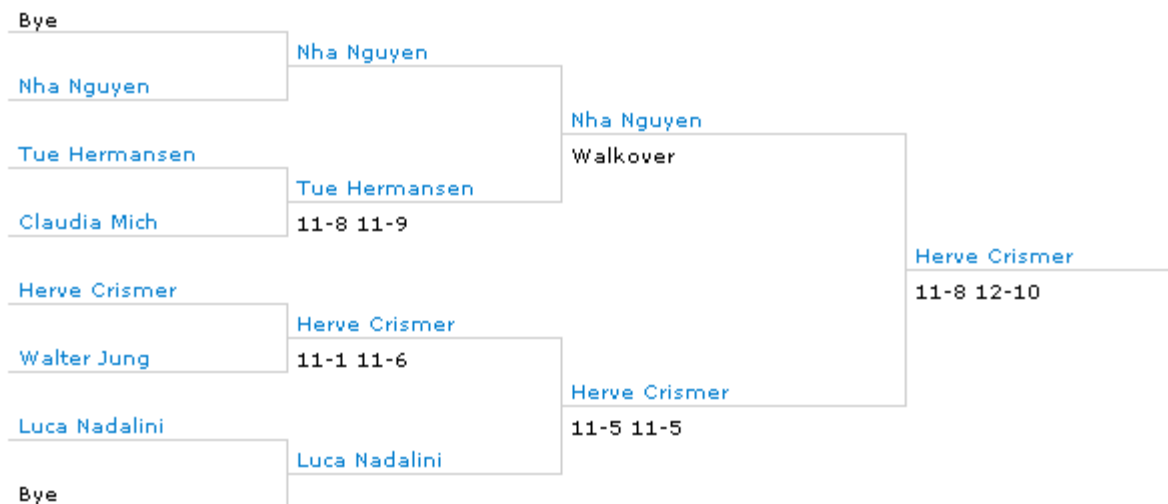 Bye
Nha Nguyen
Nha Nguyen
Nha Nguyen
Walkover
Tue Hermansen
Tue Hermansen
11-8 11-9
Claudia Mich
Herve Crismer
11-8 12-10
Herve Crismer
Herve Crismer
11-1 11-6
Walter Jung
Herve Crismer
11-5 11-5
Luca Nadalini
Luca Nadalini
Bye